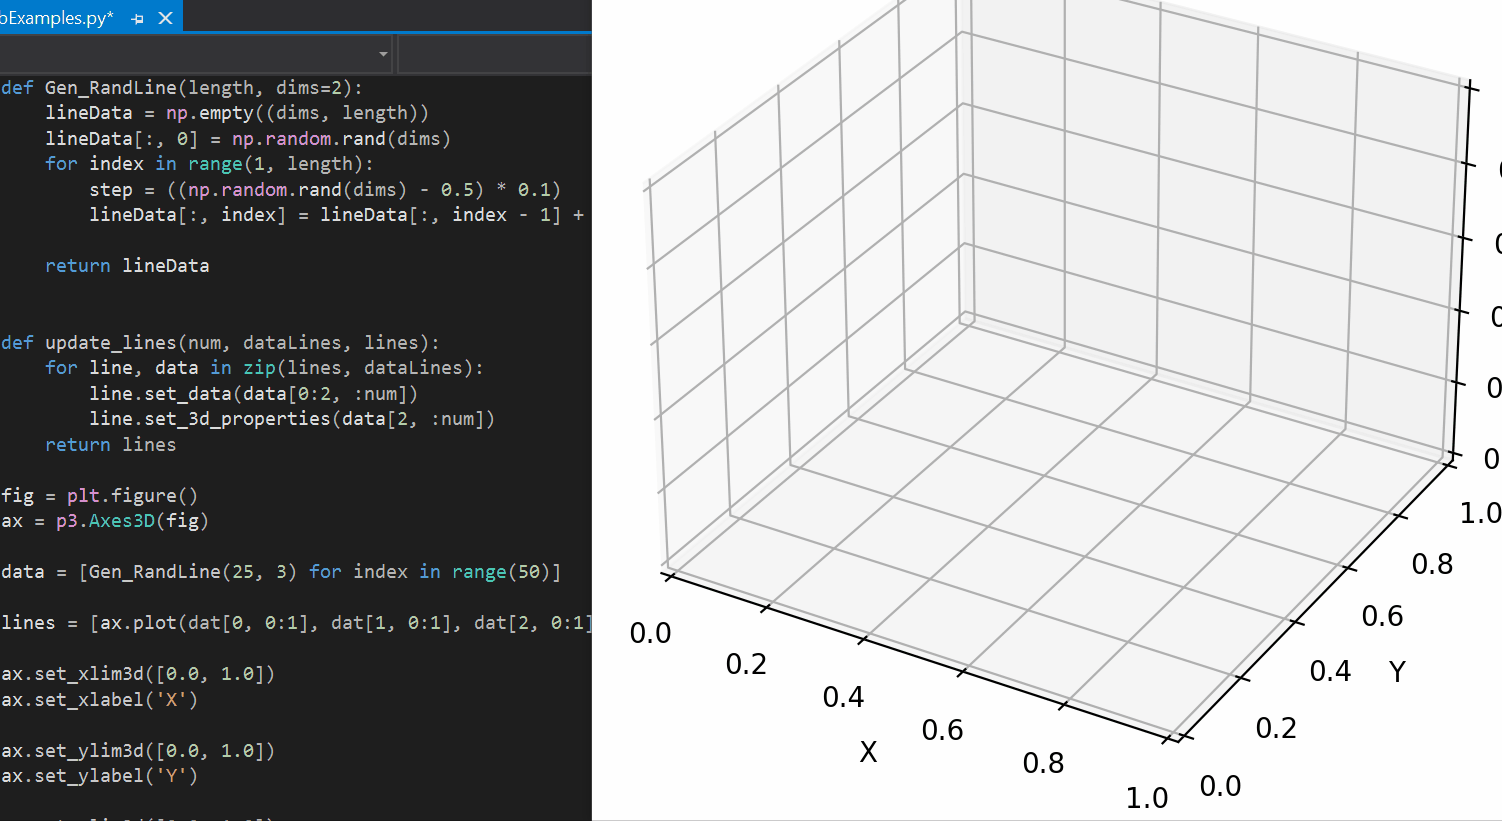 bExamples.py*
def Gen_RandLine(length, dims=2):
    lineData = np.empty((dims, length))
    lineData[:, 0] = np.random.rand(dims)
    for index in range(1, length):
        step = ((np.random.rand(dims) - 0.5) * 0.1)
        lineData[:, index] = lineData[:, index - 1] +
    return lineData
def update_lines(num, dataLines, lines):
    for line, data in zip(lines, dataLines):
        line.set_data(data[0:2, :num])
        line.set_3d_properties(data[2, :num])
    return lines
fig = plt.figure()
ax = p3.Axes3D(fig)
data = [Gen_RandLine(25, 3) for index in range(50)]
lines = [ax.plot(dat[0, 0:1], dat[1, 0:1], dat[2, 0:1]
ax.set_xlim3d([0.0, 1.0])
ax.set_xlabel('X')
ax.set_ylim3d([0.0, 1.0])
ax.set_ylabel('Y')
0.0
0.2
0.4
0.6
0.8
1.0
X
0.0
0.2
0.4
0.6
0.8
1.0
Y
0
0
0